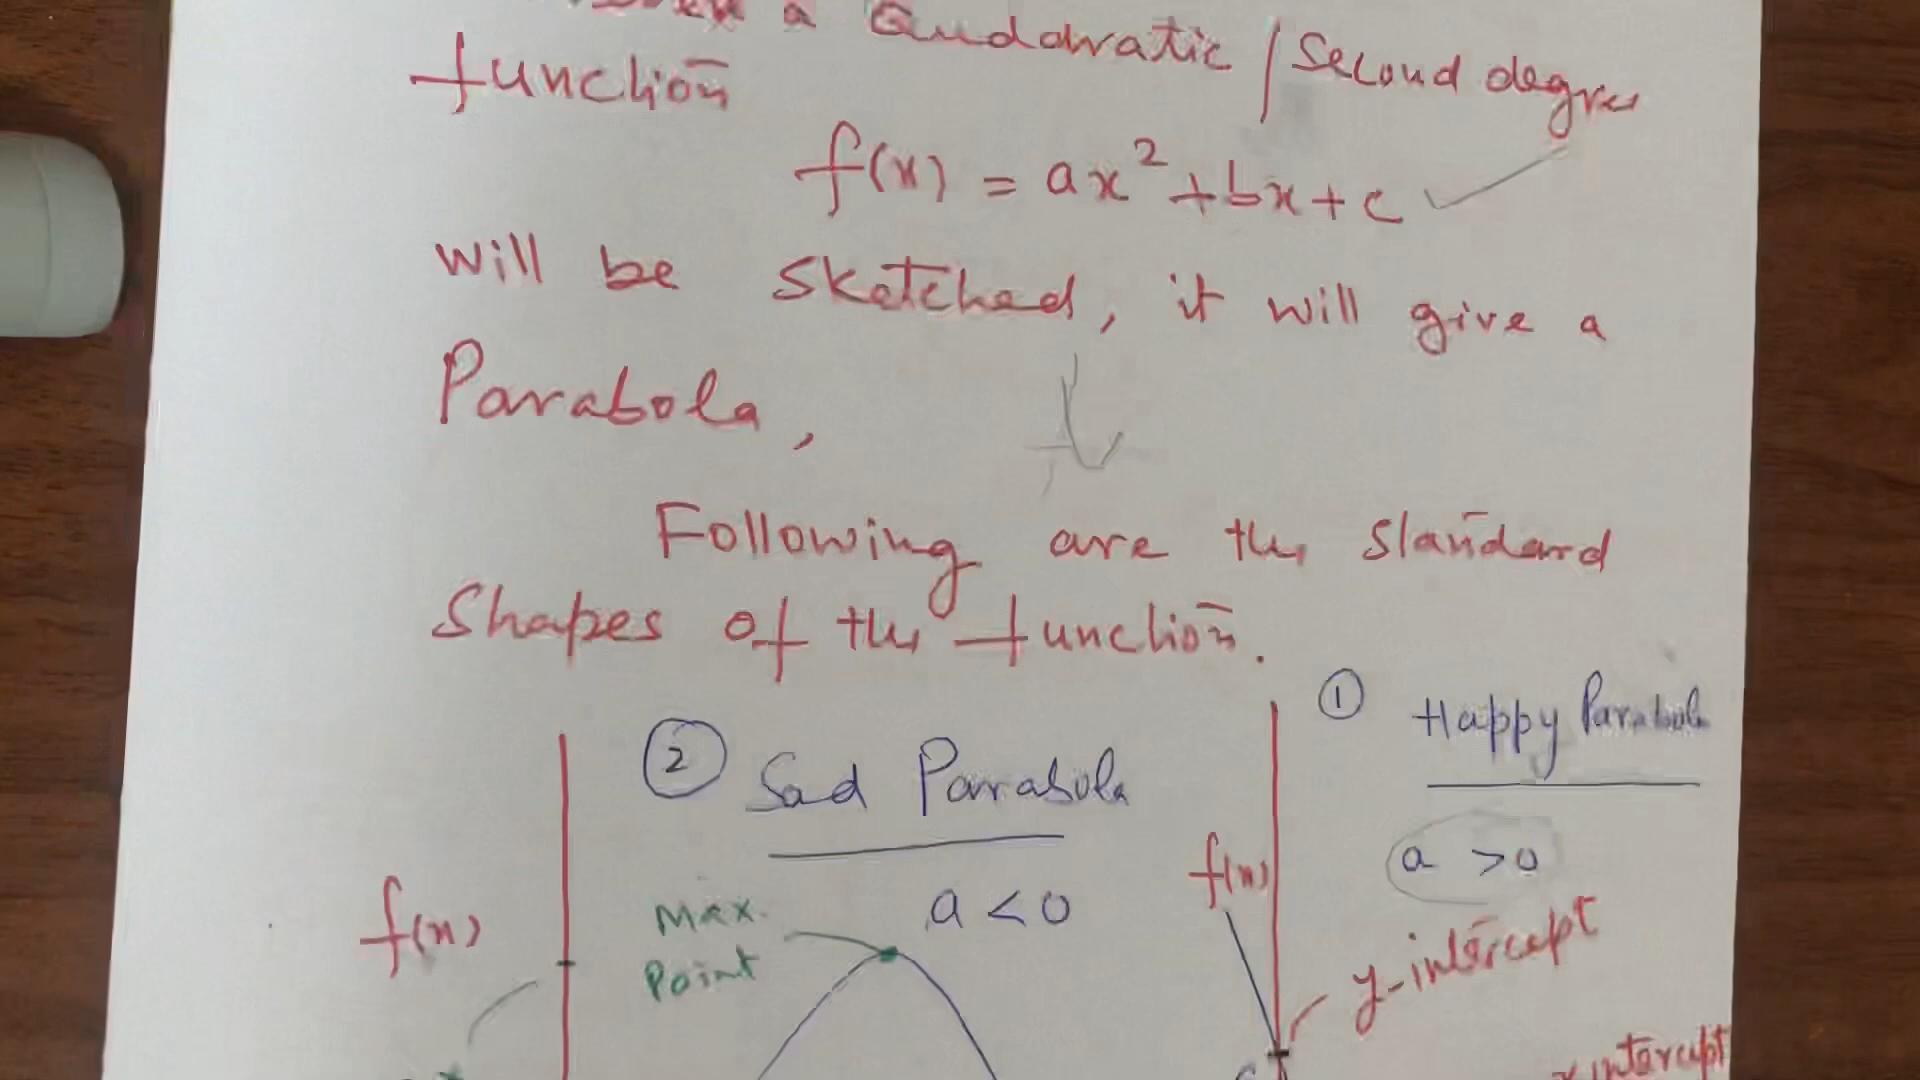 a Quadratic / Second degree
function
f(x) = ax² + bx + c
will be sketched, it will give a
Parabola,
Following are the standard
Shapes of the function.
① Happy Parabola
② Sad Parabola
a > 0
f(x)
a < 0
Max.
Point
f(x)
y-intercept
x intercept